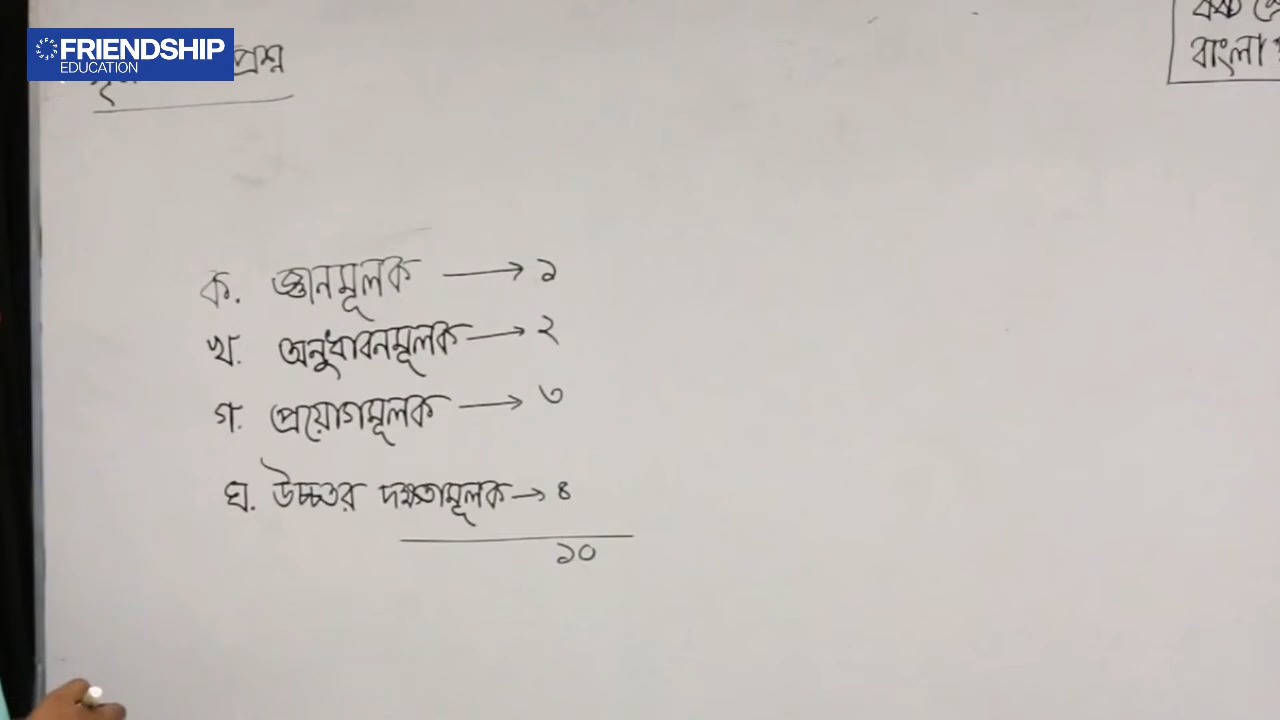 FRIENDSHIP
EDUCATION
প্রশ্ন
বাংলা
ক. জ্ঞানমূলক → ১
খ. অনুধাবনমূলক → ২
গ. প্রয়োগমূলক → ৩
ঘ. উচ্চতর দক্ষতামূলক → ৪
১০